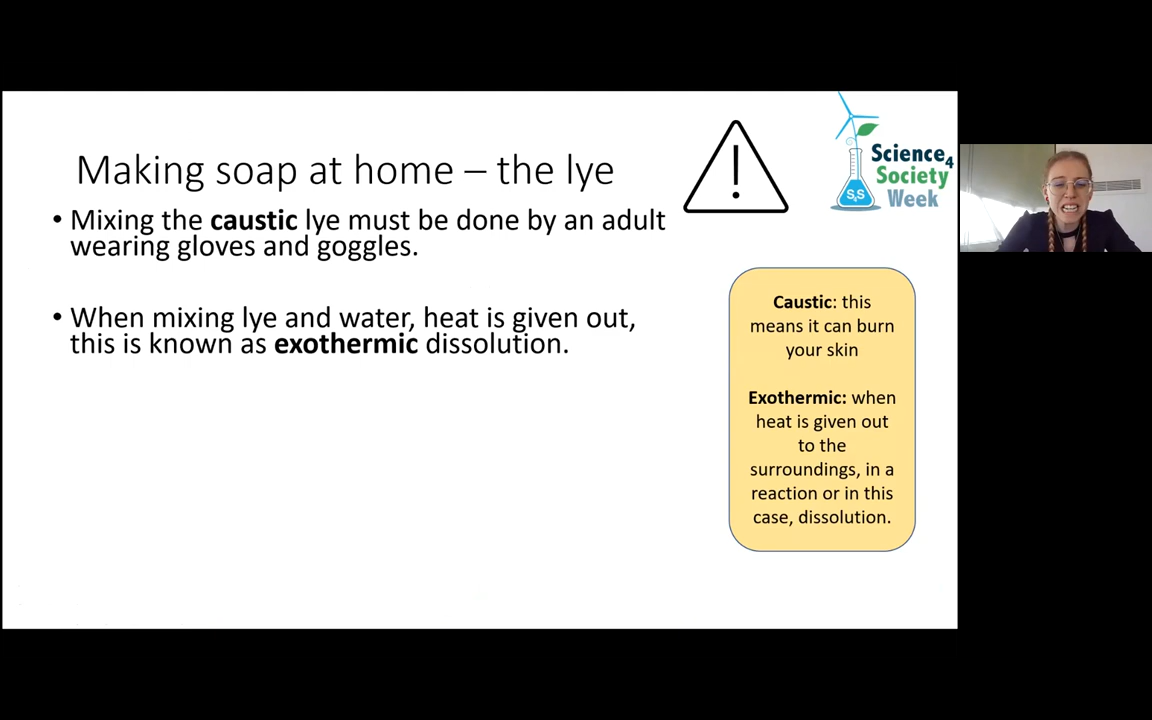 Making soap at home – the lye
• Mixing the caustic lye must be done by an adult
wearing gloves and goggles.
• When mixing lye and water, heat is given out,
this is known as exothermic dissolution.
!
Science4
Society
Week
S4S
Caustic: this
means it can burn
your skin
Exothermic: when
heat is given out
to the
surroundings, in a
reaction or in this
case, dissolution.